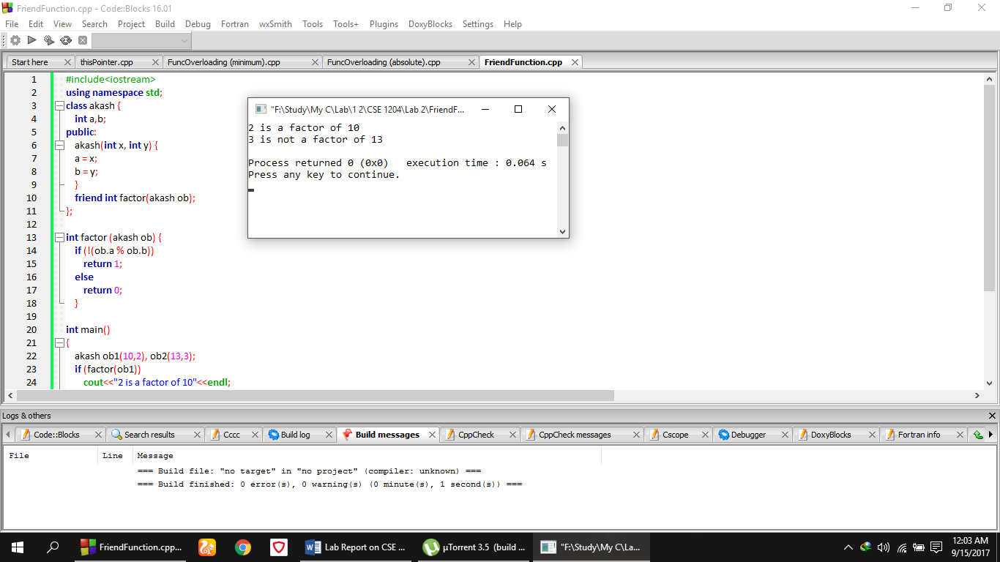 FriendFunction.cpp - Code::Blocks 16.01
File Edit View Search Project Build Debug Fortran wxSmith Tools Tools+ Plugins DoxyBlocks Settings Help
Start here thisPointer.cpp FuncOverloading (minimum).cpp FuncOverloading (absolute).cpp FriendFunction.cpp
1 #include<iostream>
2 using namespace std;
3 class akash {
4 int a,b;
5 public:
6 akash(int x, int y) {
7 a = x;
8 b = y;
9 }
10 friend int factor(akash ob);
11 };
12
13 int factor (akash ob) {
14 if (!(ob.a % ob.b))
15 return 1;
16 else
17 return 0;
18 }
19
20 int main()
21 {
22 akash ob1(10,2), ob2(13,3);
23 if (factor(ob1))
24 cout<<"2 is a factor of 10"<<endl;
"F:\Study\My C\Lab\1 2\CSE 1204\Lab 2\FriendF...
2 is a factor of 10
3 is not a factor of 13
Process returned 0 (0x0) execution time : 0.064 s
Press any key to continue.
Logs & others
Code::Blocks Search results Cccc Build log Build messages CppCheck CppCheck messages Cscope Debugger DoxyBlocks Fortran info
File Line Message
=== Build file: "no target" in "no project" (compiler: unknown) ===
=== Build finished: 0 error(s), 0 warning(s) (0 minute(s), 1 second(s)) ===
FriendFunction.cpp... Lab Report on CSE ... µTorrent 3.5 (build ... "F:\Study\My C\La...
12:03 AM
9/15/2017